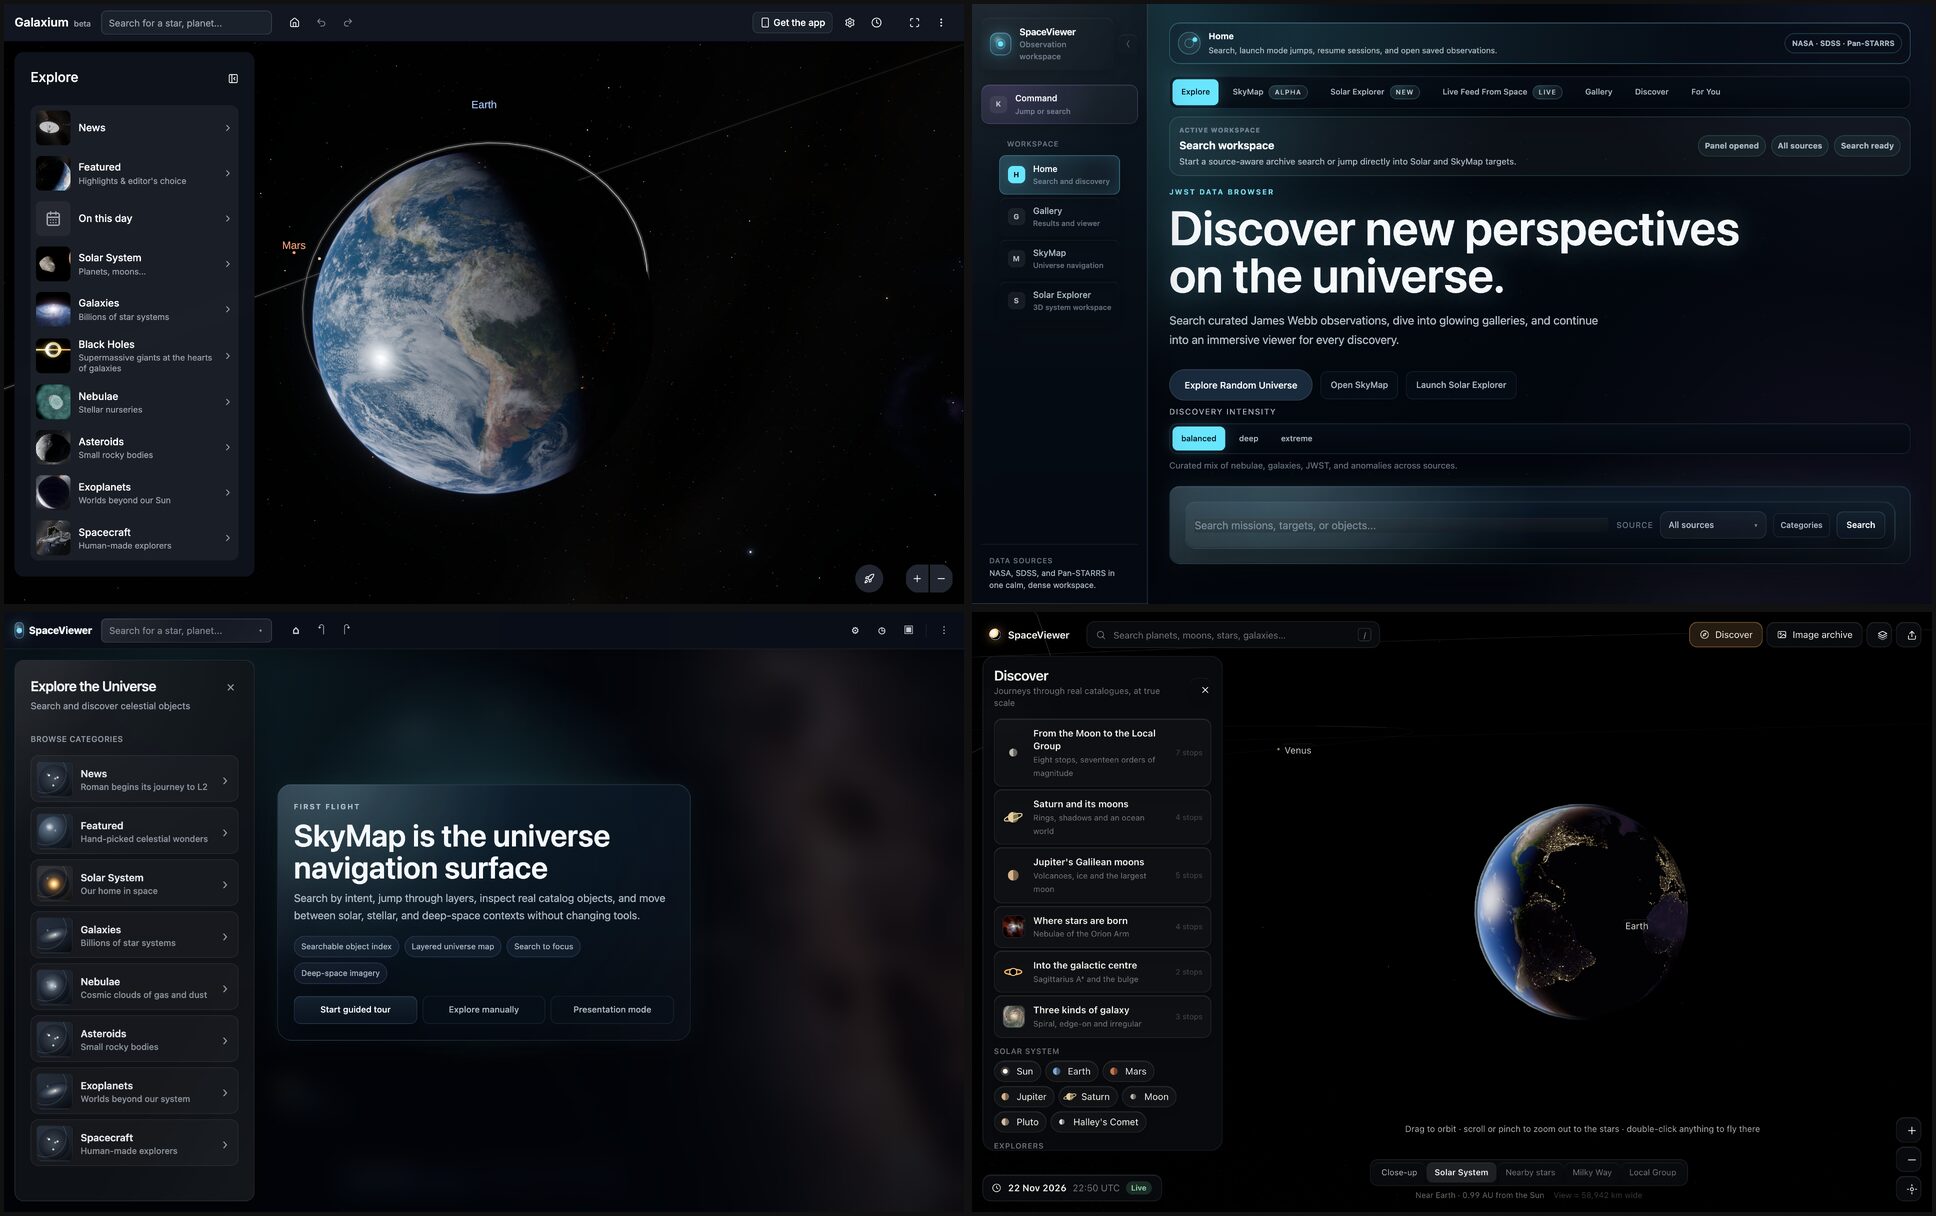 Galaxium beta
Search for a star, planet...
Get the app
Explore
News
Featured
Highlights & editor's choice
On this day
Solar System
Planets, moons...
Galaxies
Billions of star systems
Black Holes
Supermassive giants at the hearts
of galaxies
Nebulae
Stellar nurseries
Asteroids
Small rocky bodies
Exoplanets
Worlds beyond our Sun
Spacecraft
Human-made explorers
Earth
Mars
SpaceViewer
Observation
workspace
K
Command
Jump or search
WORKSPACE
H
Home
Search and discovery
G
Gallery
Results and viewer
M
SkyMap
Universe navigation
S
Solar Explorer
3D system workspace
DATA SOURCES
NASA, SDSS, and Pan-STARRS in
one calm, dense workspace.
Home
Search, launch mode jumps, resume sessions, and open saved observations.
NASA · SDSS · Pan-STARRS
Explore SkyMap ALPHA Solar Explorer NEW Live Feed From Space LIVE Gallery Discover For You
ACTIVE WORKSPACE
Search workspace
Start a source-aware archive search or jump directly into Solar and SkyMap targets.
Panel opened All sources Search ready
JWST DATA BROWSER
Discover new perspectives
on the universe.
Search curated James Webb observations, dive into glowing galleries, and continue
into an immersive viewer for every discovery.
Explore Random Universe Open SkyMap Launch Solar Explorer
DISCOVERY INTENSITY
balanced deep extreme
Curated mix of nebulae, galaxies, JWST, and anomalies across sources.
Search missions, targets, or objects... SOURCE All sources Categories Search
SpaceViewer
Search for a star, planet...
Explore the Universe
Search and discover celestial objects
BROWSE CATEGORIES
News
Roman begins its journey to L2
Featured
Hand-picked celestial wonders
Solar System
Our home in space
Galaxies
Billions of star systems
Nebulae
Cosmic clouds of gas and dust
Asteroids
Small rocky bodies
Exoplanets
Worlds beyond our system
Spacecraft
Human-made explorers
FIRST FLIGHT
SkyMap is the universe
navigation surface
Search by intent, jump through layers, inspect real catalog objects, and move
between solar, stellar, and deep-space contexts without changing tools.
Searchable object index Layered universe map Search to focus
Deep-space imagery
Start guided tour Explore manually Presentation mode
SpaceViewer
Search planets, moons, stars, galaxies... /
Discover Image archive
Discover
Journeys through real catalogues, at true
scale
From the Moon to the Local
Group
Eight stops, seventeen orders of
magnitude
7 stops
Saturn and its moons
Rings, shadows and an ocean
world
4 stops
Jupiter's Galilean moons
Volcanoes, ice and the largest
moon
5 stops
Where stars are born
Nebulae of the Orion Arm
4 stops
Into the galactic centre
Sagittarius A* and the bulge
2 stops
Three kinds of galaxy
Spiral, edge-on and irregular
3 stops
SOLAR SYSTEM
Sun Earth Mars
Jupiter Saturn Moon
Pluto Halley's Comet
EXPLORERS
22 Nov 2026 22:50 UTC Live
Venus
Earth
Drag to orbit · scroll or pinch to zoom out to the stars · double-click anything to fly there
Close-up Solar System Nearby stars Milky Way Local Group
Near Earth · 0.99 AU from the Sun View ≈ 58,942 km wide